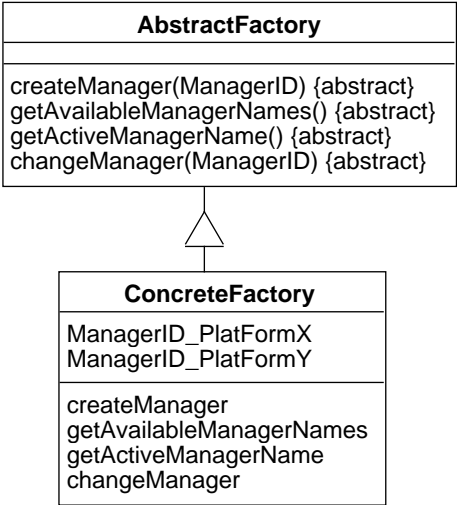 AbstractFactory
createManager(ManagerID) {abstract}
getAvailableManagerNames() {abstract}
getActiveManagerName() {abstract}
changeManager(ManagerID) {abstract}
ConcreteFactory
ManagerID_PlatFormX
ManagerID_PlatFormY
createManager
getAvailableManagerNames
getActiveManagerName
changeManager